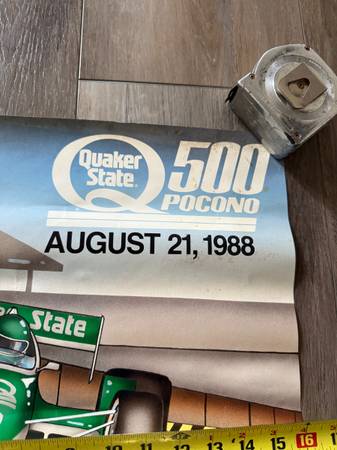 Quaker
State®
500
POCONO
AUGUST 21, 1988
State
Q
10 11 12 13 14 15 16